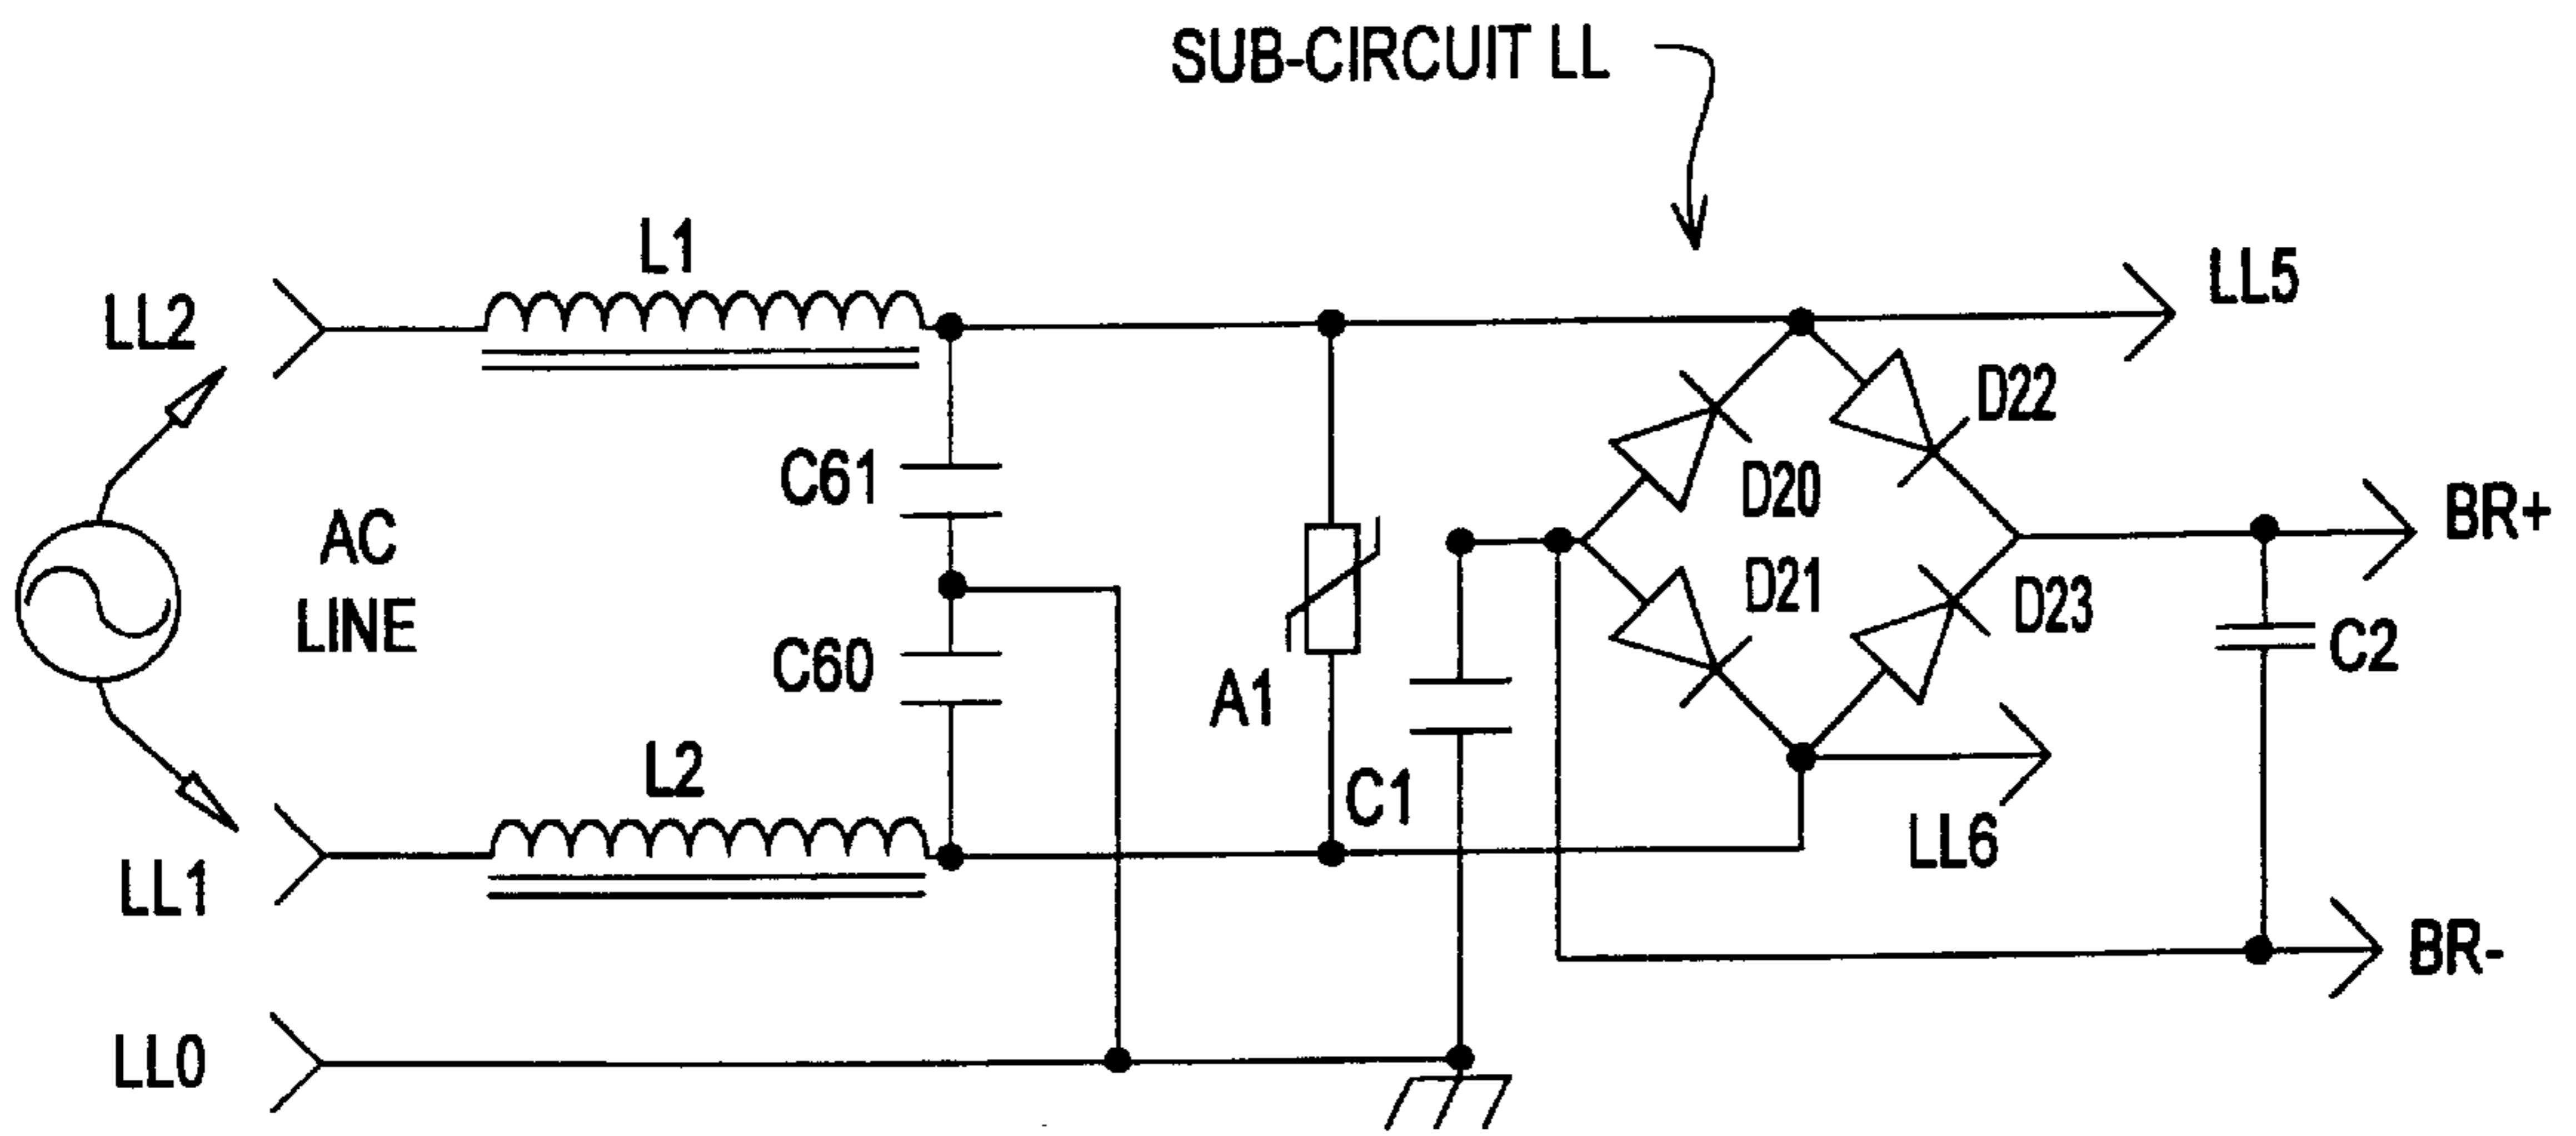 SUB-CIRCUIT LL
L1
LL5
LL2
D22
C61
D20
BR+
AC
LINE
D21
D23
C60
C2
A1
L2
C1
LL6
LL1
BR-
LL0